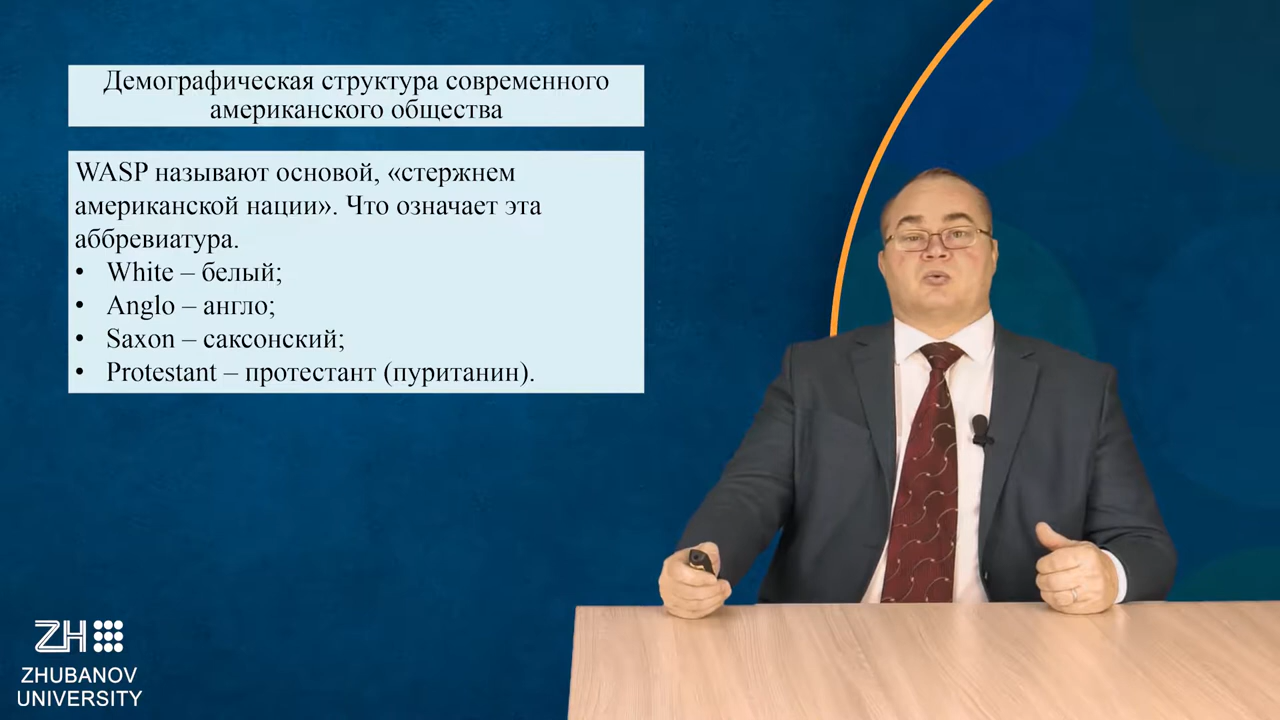 Демографическая структура современного
американского общества
WASP называют основой, «стержнем
американской нации». Что означает эта
аббревиатура.
• White – белый;
• Anglo – англо;
• Saxon – саксонский;
• Protestant – протестант (пуританин).
ZH
ZHUBANOV
UNIVERSITY